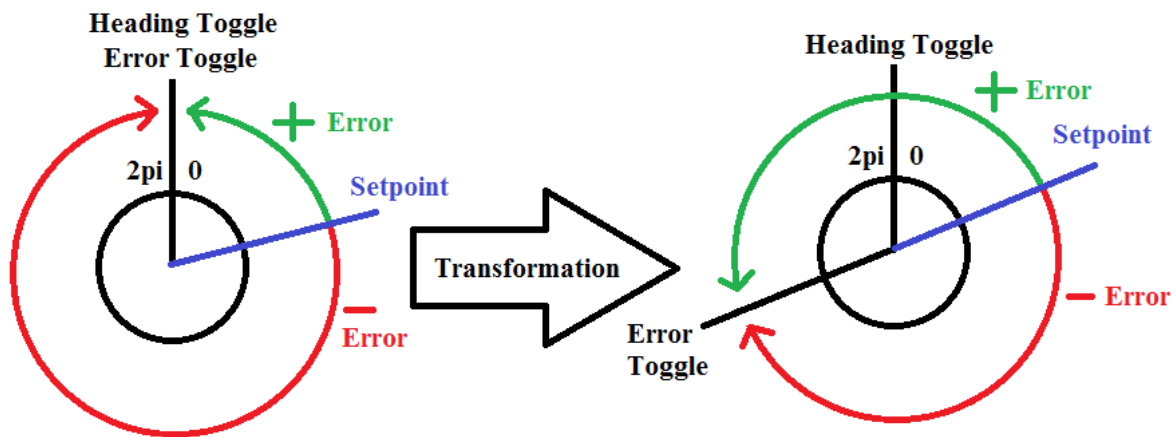 Heading Toggle
Error Toggle
+ Error
2pi 0
Setpoint
− Error
Transformation
Heading Toggle
+ Error
Setpoint
2pi 0
− Error
Error
Toggle